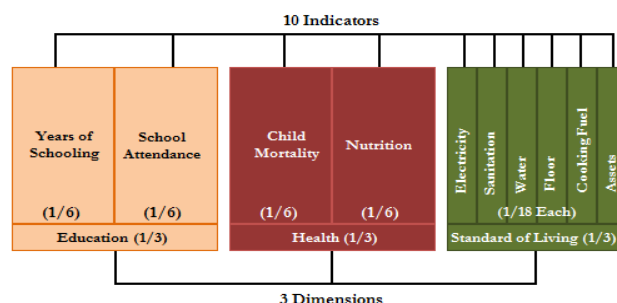 10 Indicators
Years of
Schooling
(1/6)
School
Attendance
(1/6)
Education (1/3)
Child
Mortality
(1/6)
Nutrition
(1/6)
Health (1/3)
Electricity
Sanitation
Water
Floor
Cooking Fuel
Assets
(1/18 Each)
Standard of Living (1/3)
3 Dimensions